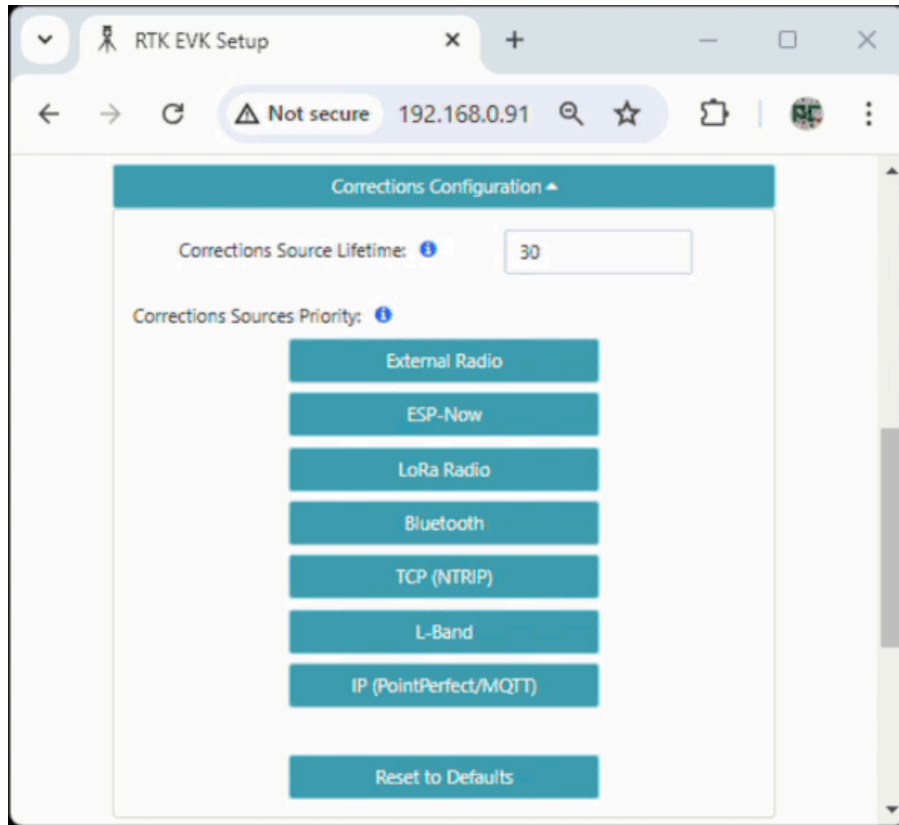 RTK EVK Setup
Not secure 192.168.0.91
Corrections Configuration
Corrections Source Lifetime: 30
Corrections Sources Priority:
External Radio
ESP-Now
LoRa Radio
Bluetooth
TCP (NTRIP)
L-Band
IP (PointPerfect/MQTT)
Reset to Defaults